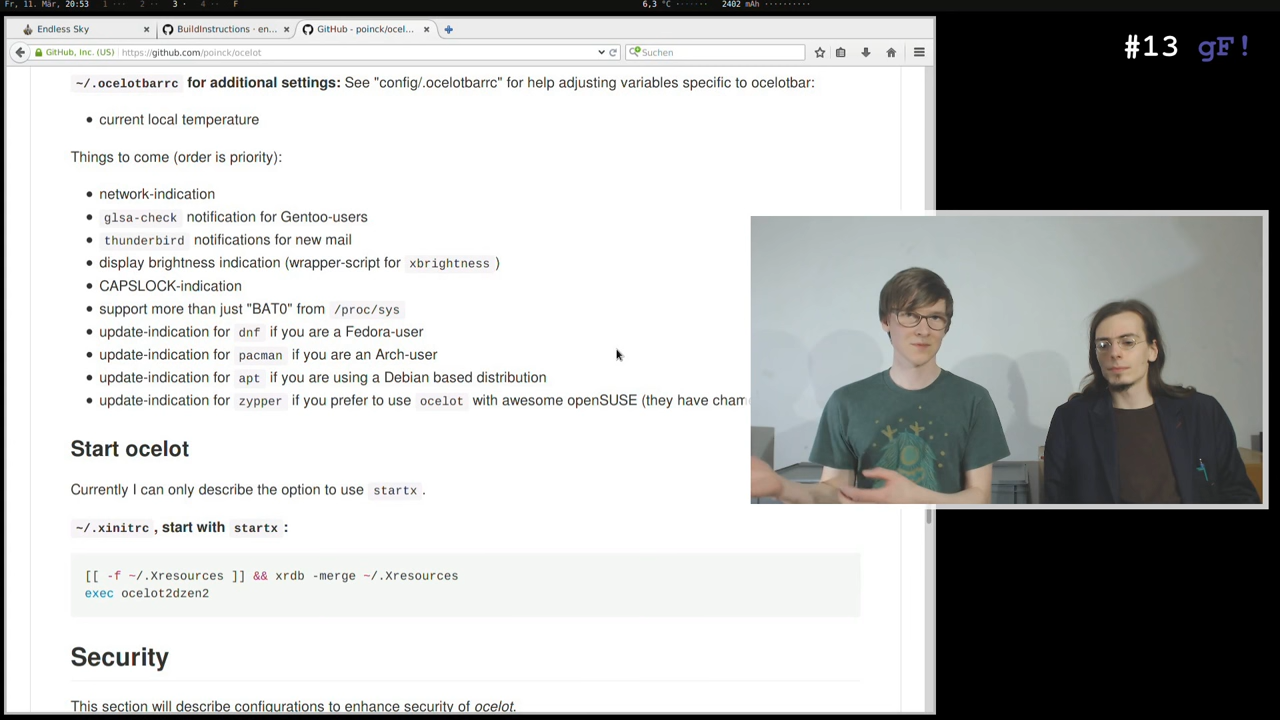 Fr, 11. Mär, 20:53 1 ··· 2 ·· 3 · 4 ·· F 6,3 °C ·· ····· 2402 mAh ··········
Endless Sky × BuildInstructions · en... × GitHub - poinck/ocel... ×
GitHub, Inc. (US) https://github.com/poinck/ocelot Suchen
#13 gF!
~/.ocelotbarrc for additional settings: See "config/.ocelotbarrc" for help adjusting variables specific to ocelotbar:
• current local temperature
Things to come (order is priority):
• network-indication
• glsa-check notification for Gentoo-users
• thunderbird notifications for new mail
• display brightness indication (wrapper-script for xbrightness )
• CAPSLOCK-indication
• support more than just "BAT0" from /proc/sys
• update-indication for dnf if you are a Fedora-user
• update-indication for pacman if you are an Arch-user
• update-indication for apt if you are using a Debian based distribution
• update-indication for zypper if you prefer to use ocelot with awesome openSUSE (they have cham
Start ocelot
Currently I can only describe the option to use startx .
~/.xinitrc , start with startx :
[[ -f ~/.Xresources ]] && xrdb -merge ~/.Xresources
exec ocelot2dzen2
Security
This section will describe configurations to enhance security of ocelot.